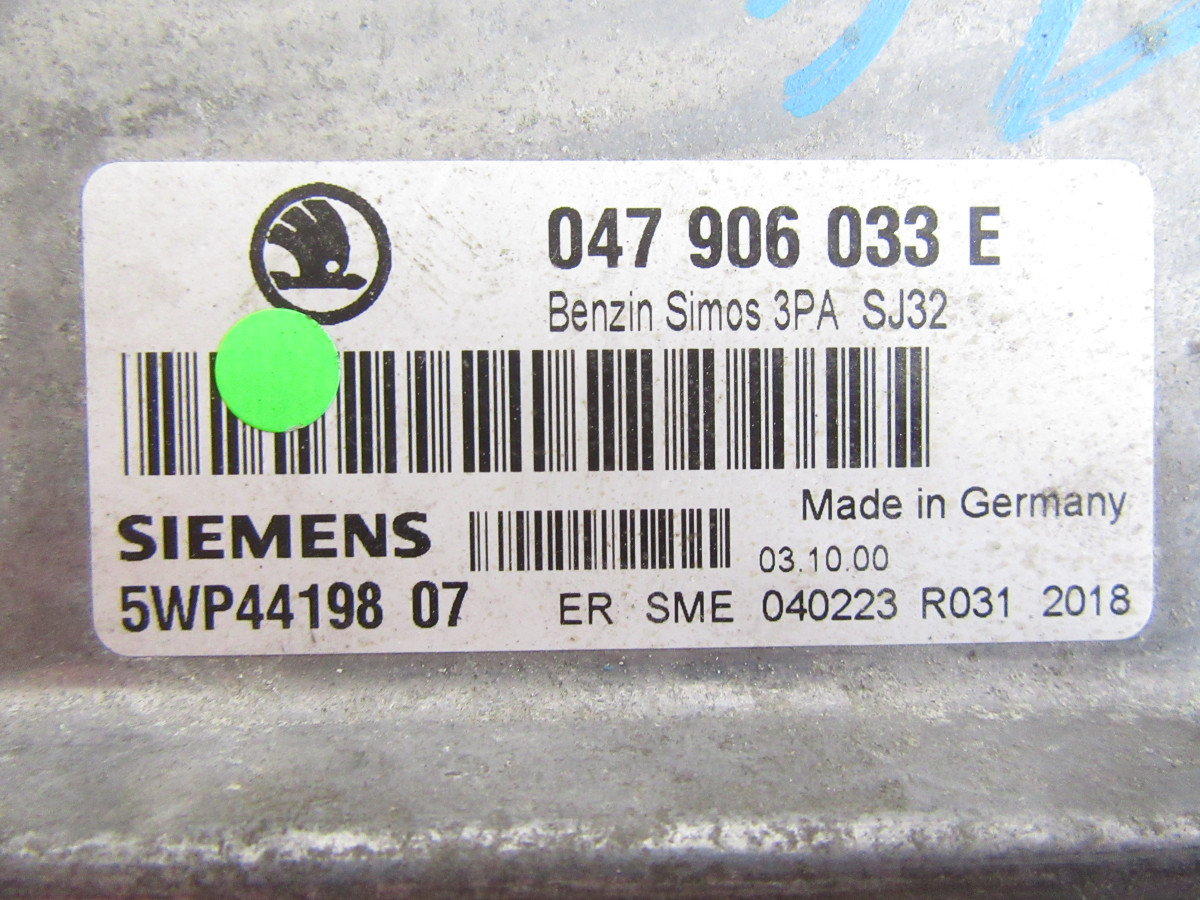 047 906 033 E
Benzin Simos 3PA SJ32
Made in Germany
SIEMENS
03.10.00
5WP44198 07
ER SME 040223 R031 2018